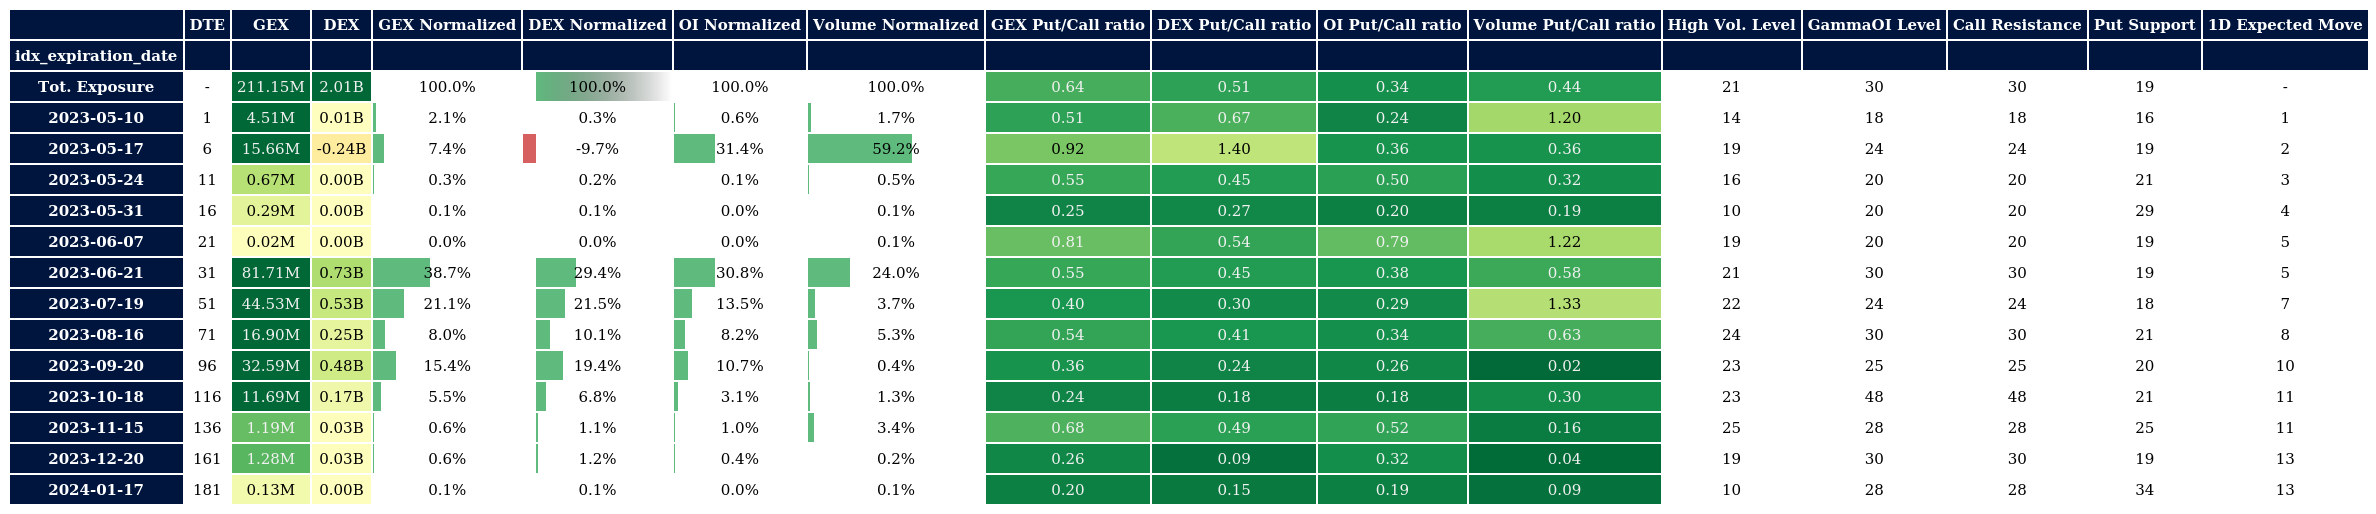 DTE GEX DEX GEX Normalized DEX Normalized OI Normalized Volume Normalized GEX Put/Call ratio DEX Put/Call ratio OI Put/Call ratio Volume Put/Call ratio High Vol. Level GammaOI Level Call Resistance Put Support 1D Expected Move
idx_expiration_date
Tot. Exposure - 211.15M 2.01B 100.0% 100.0% 100.0% 100.0% 0.64 0.51 0.34 0.44 21 30 30 19 -
2023-05-10 1 4.51M 0.01B 2.1% 0.3% 0.6% 1.7% 0.51 0.67 0.24 1.20 14 18 18 16 1
2023-05-17 6 15.66M -0.24B 7.4% -9.7% 31.4% 59.2% 0.92 1.40 0.36 0.36 19 24 24 19 2
2023-05-24 11 0.67M 0.00B 0.3% 0.2% 0.1% 0.5% 0.55 0.45 0.50 0.32 16 20 20 21 3
2023-05-31 16 0.29M 0.00B 0.1% 0.1% 0.0% 0.1% 0.25 0.27 0.20 0.19 10 20 20 29 4
2023-06-07 21 0.02M 0.00B 0.0% 0.0% 0.0% 0.1% 0.81 0.54 0.79 1.22 19 20 20 19 5
2023-06-21 31 81.71M 0.73B 38.7% 29.4% 30.8% 24.0% 0.55 0.45 0.38 0.58 21 30 30 19 5
2023-07-19 51 44.53M 0.53B 21.1% 21.5% 13.5% 3.7% 0.40 0.30 0.29 1.33 22 24 24 18 7
2023-08-16 71 16.90M 0.25B 8.0% 10.1% 8.2% 5.3% 0.54 0.41 0.34 0.63 24 30 30 21 8
2023-09-20 96 32.59M 0.48B 15.4% 19.4% 10.7% 0.4% 0.36 0.24 0.26 0.02 23 25 25 20 10
2023-10-18 116 11.69M 0.17B 5.5% 6.8% 3.1% 1.3% 0.24 0.18 0.18 0.30 23 48 48 21 11
2023-11-15 136 1.19M 0.03B 0.6% 1.1% 1.0% 3.4% 0.68 0.49 0.52 0.16 25 28 28 25 11
2023-12-20 161 1.28M 0.03B 0.6% 1.2% 0.4% 0.2% 0.26 0.09 0.32 0.04 19 30 30 19 13
2024-01-17 181 0.13M 0.00B 0.1% 0.1% 0.0% 0.1% 0.20 0.15 0.19 0.09 10 28 28 34 13